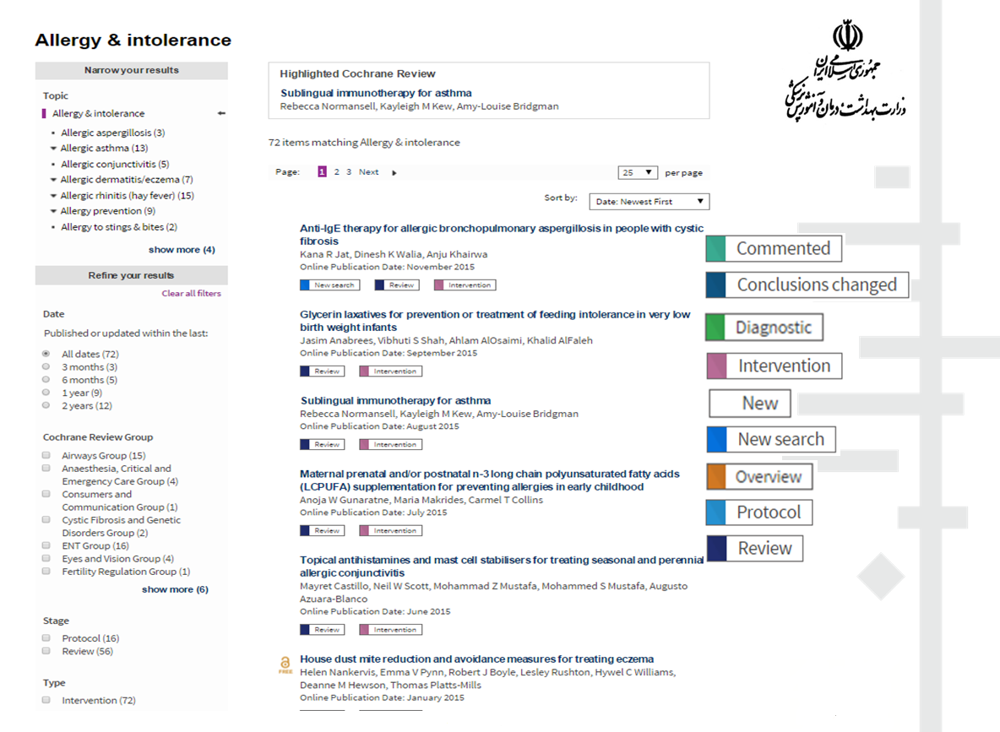 Allergy & intolerance
Narrow your results
Topic
Allergy & intolerance
Allergic aspergillosis (3)
Allergic asthma (13)
Allergic conjunctivitis (5)
Allergic dermatitis/eczema (7)
Allergic rhinitis (hay fever) (15)
Allergy prevention (9)
Allergy to stings & bites (2)
show more (4)
Refine your results
Clear all filters
Date
Published or updated within the last:
All dates (72)
3 months (3)
6 months (5)
1 year (9)
2 years (12)
Cochrane Review Group
Airways Group (15)
Anaesthesia, Critical and
Emergency Care Group (4)
Consumers and
Communication Group (1)
Cystic Fibrosis and Genetic
Disorders Group (2)
ENT Group (16)
Eyes and Vision Group (4)
Fertility Regulation Group (1)
show more (6)
Stage
Protocol (16)
Review (56)
Type
Intervention (72)
Highlighted Cochrane Review
Sublingual immunotherapy for asthma
Rebecca Normansell, Kayleigh M Kew, Amy-Louise Bridgman
72 items matching Allergy & intolerance
Page: 1 2 3 Next 25 per page
Sort by: Date: Newest First
Anti-IgE therapy for allergic bronchopulmonary aspergillosis in people with cystic
fibrosis
Kana R Jat, Dinesh K Walia, Anju Khairwa
Online Publication Date: November 2015
New search Review Intervention
Glycerin laxatives for prevention or treatment of feeding intolerance in very low
birth weight infants
Jasim Anabrees, Vibhuti S Shah, Ahlam AlOsaimi, Khalid AlFaleh
Online Publication Date: September 2015
Review Intervention
Sublingual immunotherapy for asthma
Rebecca Normansell, Kayleigh M Kew, Amy-Louise Bridgman
Online Publication Date: August 2015
Review Intervention
Maternal prenatal and/or postnatal n-3 long chain polyunsaturated fatty acids
(LCPUFA) supplementation for preventing allergies in early childhood
Anoja W Gunaratne, Maria Makrides, Carmel T Collins
Online Publication Date: July 2015
Review Intervention
Topical antihistamines and mast cell stabilisers for treating seasonal and perennial
allergic conjunctivitis
Mayret Castillo, Neil W Scott, Mohammad Z Mustafa, Mohammed S Mustafa, Augusto
Azuara-Blanco
Online Publication Date: June 2015
Review Intervention
FREE
House dust mite reduction and avoidance measures for treating eczema
Helen Nankervis, Emma V Pynn, Robert J Boyle, Lesley Rushton, Hywel C Williams,
Deanne M Hewson, Thomas Platts-Mills
Online Publication Date: January 2015
جمهوری اسلامی ایران
وزارت بهداشت، درمان و آموزش پزشکی
Commented
Conclusions changed
Diagnostic
Intervention
New
New search
Overview
Protocol
Review